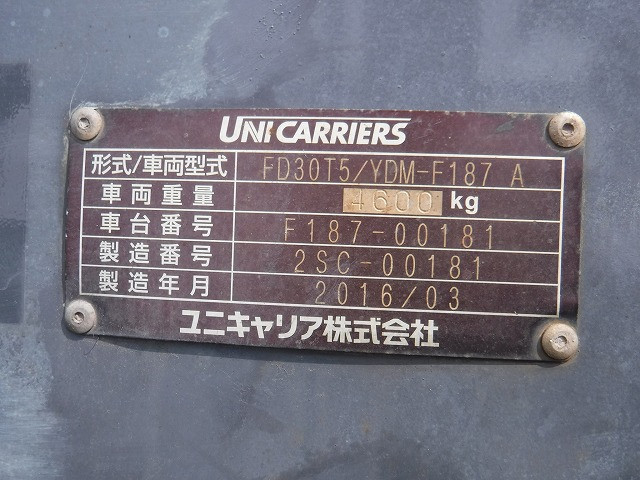 UNICARRIERS
形式/車両型式 FD30T5/YDM-F187 A
車両重量 4600 kg
車台番号 F187-00181
製造番号 2SC-00181
製造年月 2016/03
ユニキャリア株式会社